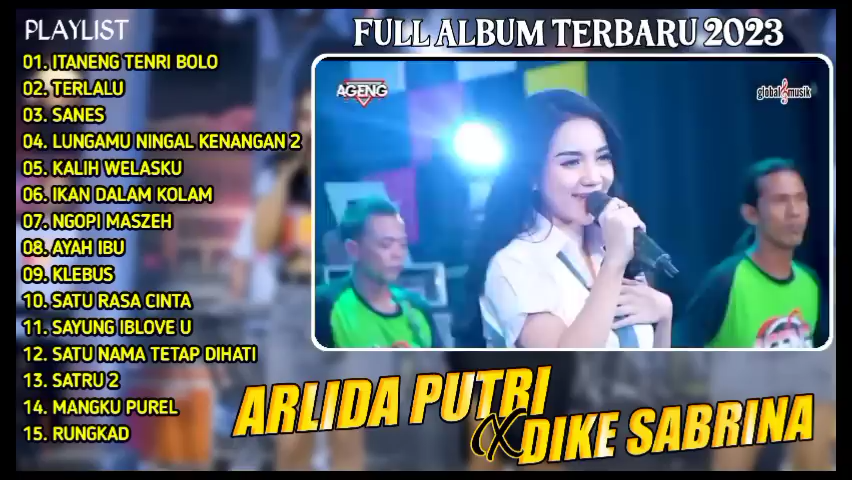 PLAYLIST
FULL ALBUM TERBARU 2023
01. ITANENG TENRI BOLO
02. TERLALU
03. SANES
04. LUNGAMU NINGAL KENANGAN 2
05. KALIH WELASKU
06. IKAN DALAM KOLAM
07. NGOPI MASZEH
08. AYAH IBU
09. KLEBUS
10. SATU RASA CINTA
11. SAYUNG IBLOVE U
12. SATU NAMA TETAP DIHATI
13. SATRU 2
14. MANGKU PUREL
15. RUNGKAD
AGENG
global musik
ARLIDA PUTRI
X DIKE SABRINA